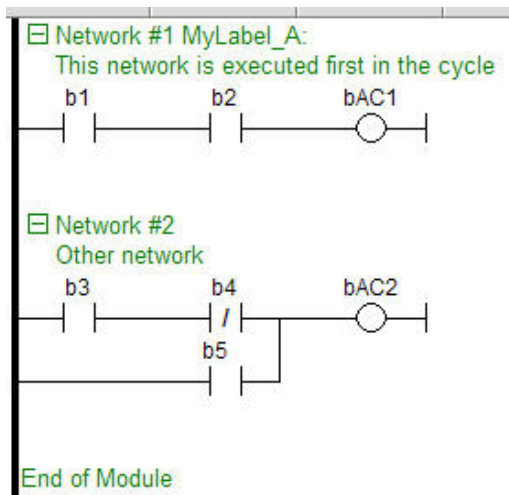 Network #1 MyLabel_A:
This network is executed first in the cycle
b1 b2 bAC1
Network #2
Other network
b3 b4 bAC2
/
b5
End of Module